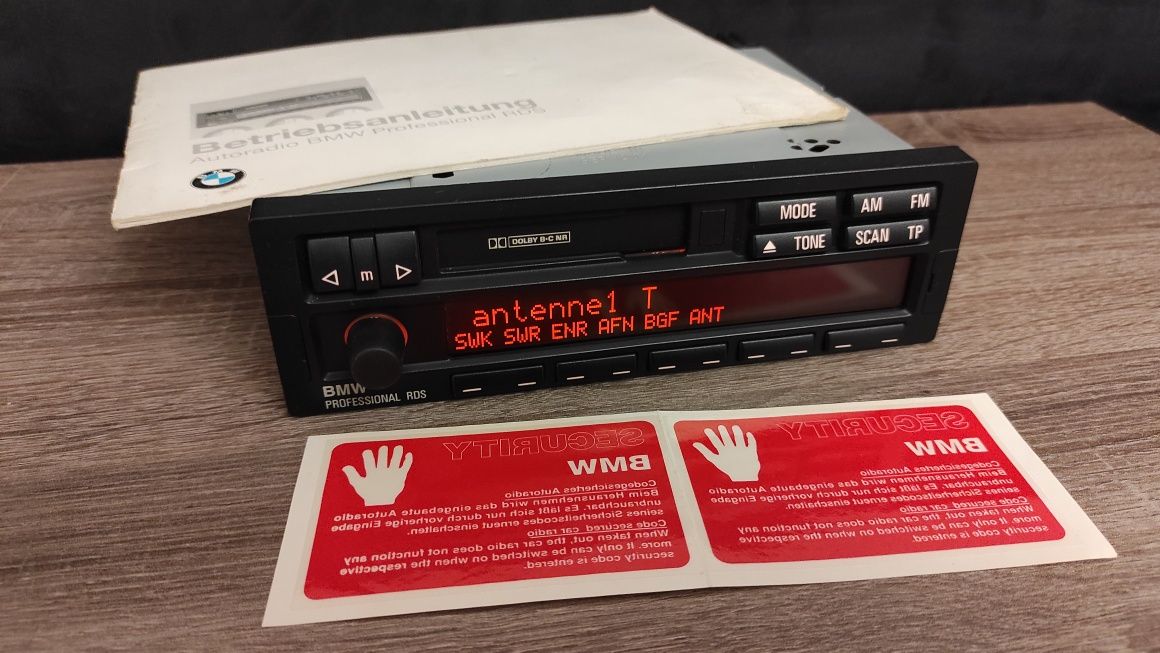 Betriebsanleitung
Autoradio BMW Professional RDS
DOLBY B·C NR
m
MODE
AM FM
TONE
SCAN TP
antenne1 T
SWK SWR ENR AFN BGF ANT
BMW
PROFESSIONAL RDS
SECURITY
BMW
Codegesichertes Autoradio
Beim Herausnehmen wird das eingebaute Autoradio
unbrauchbar. Es läßt sich nur durch vorherige Eingabe
seines Sicherheitscodes erneut einschalten.
Code secured car radio
When taken out, the car radio does not function any
more. It only can be switched on when the respective
security code is entered.
SECURITY
BMW
Codegesichertes Autoradio
Beim Herausnehmen wird das eingebaute Autoradio
unbrauchbar. Es läßt sich nur durch vorherige Eingabe
seines Sicherheitscodes erneut einschalten.
Code secured car radio
When taken out, the car radio does not function any
more. It only can be switched on when the respective
security code is entered.